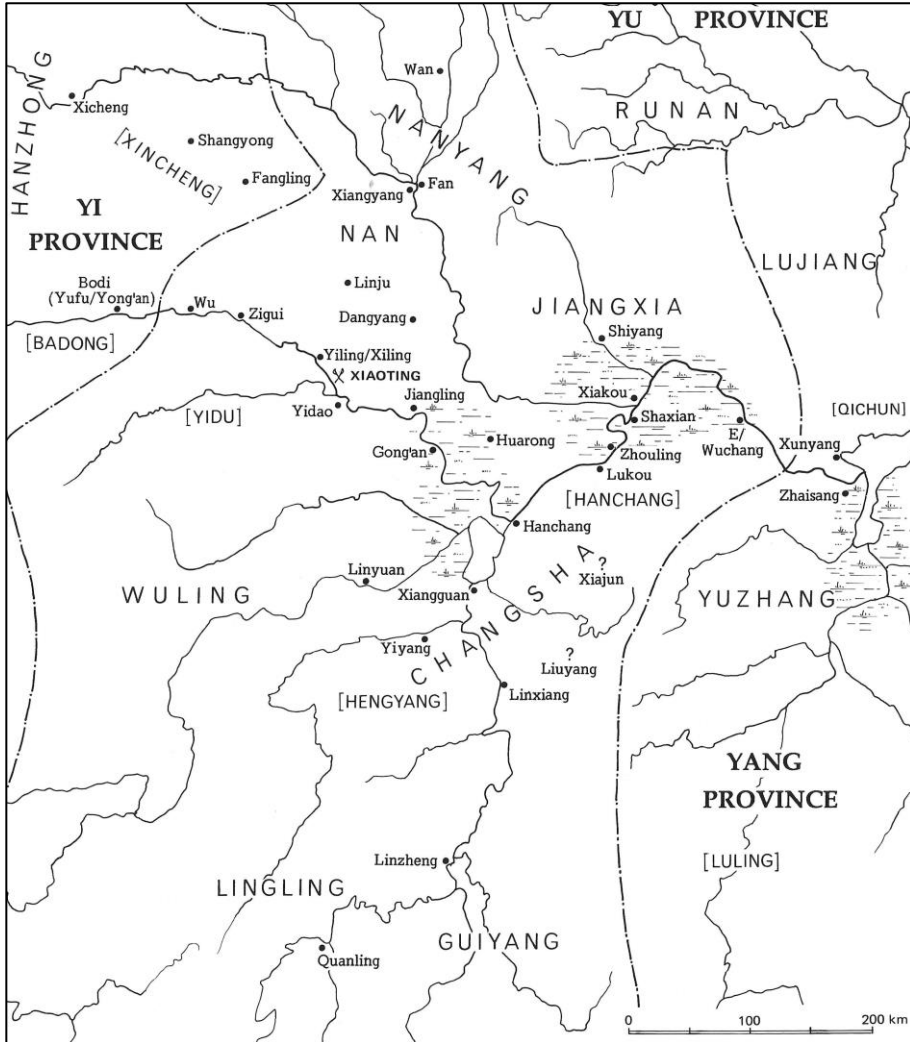 YU PROVINCE
Wan
RUNAN
HANZHONG
Xicheng
NANYANG
Shangyong
[XINCHENG]
Fangling
Fan
Xiangyang
YI
PROVINCE
NAN
LUJIANG
Linju
Bodi
(Yufu/Yong'an)
Wu
Zigui
Dangyang
JIANGXIA
Shiyang
[BADONG]
Yiling/Xiling
XIAOTING
Xiakou
Jiangling
Yidao
[YIDU]
Shaxian
[QICHUN]
E/
Wuchang
Huarong
Gong'an
Zhouling
Xunyang
Lukou
[HANCHANG]
Zhaisang
Hanchang
CHANGSHA
?
Xiajun
Linyuan
WULING
Xiangguan
YUZHANG
Yiyang
?
Liuyang
[HENGYANG]
Linxiang
YANG
PROVINCE
Linzheng
[LULING]
LINGLING
GUIYANG
Quanling
0 100 200 km